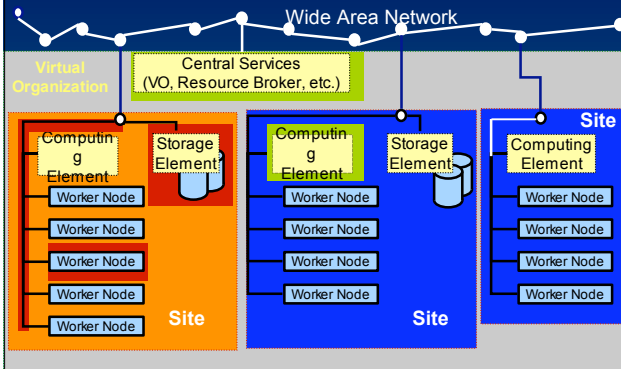 Wide Area Network
Virtual
Organization
Central Services
(VO, Resource Broker, etc.)
Computin
g
Element
Storage
Element
Worker Node
Worker Node
Worker Node
Worker Node
Worker Node
Site
Computin
g
Element
Storage
Element
Worker Node
Worker Node
Worker Node
Worker Node
Site
Site
Computing
Element
Worker Node
Worker Node
Worker Node
Worker Node